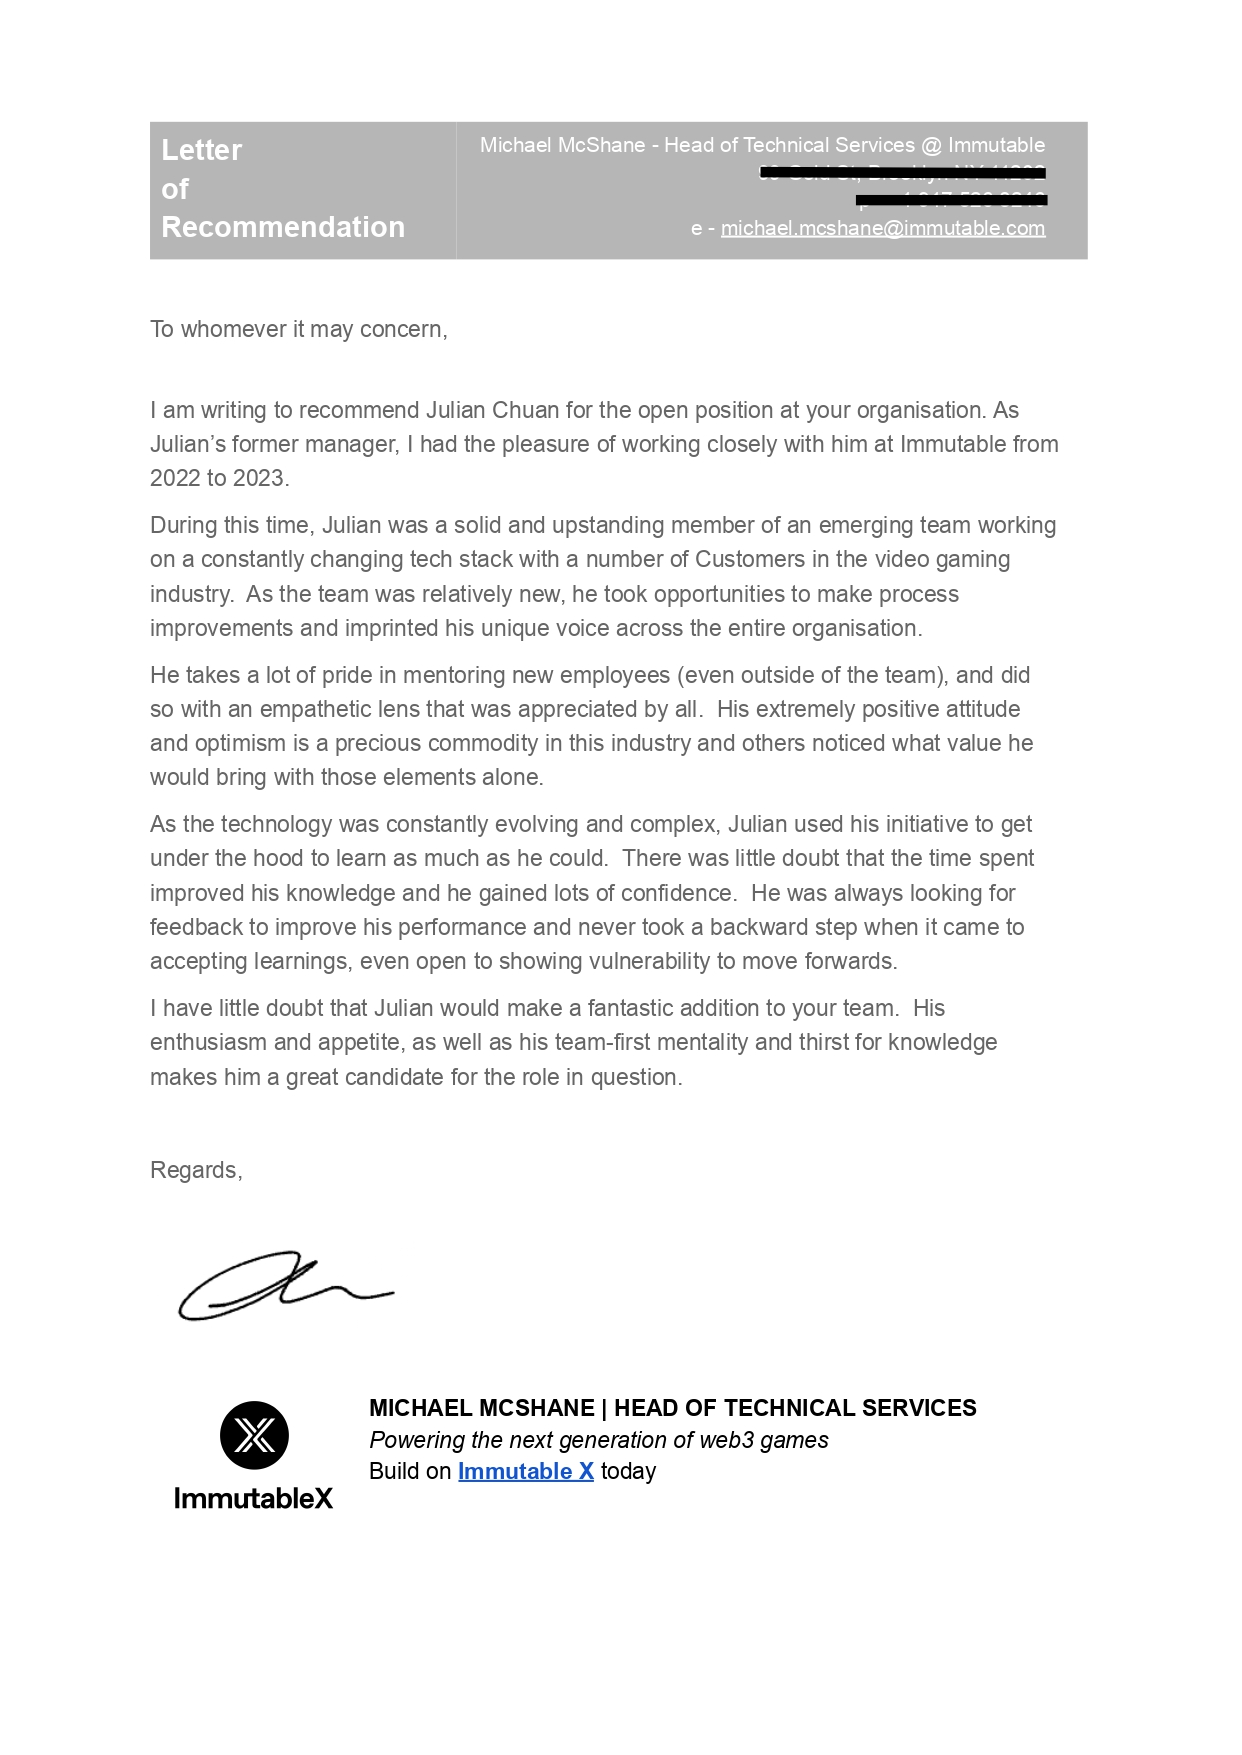 Letter
of
Recommendation
Michael McShane - Head of Technical Services @ Immutable
e - michael.mcshane@immutable.com
To whomever it may concern,
I am writing to recommend Julian Chuan for the open position at your organisation. As
Julian’s former manager, I had the pleasure of working closely with him at Immutable from
2022 to 2023.
During this time, Julian was a solid and upstanding member of an emerging team working
on a constantly changing tech stack with a number of Customers in the video gaming
industry.  As the team was relatively new, he took opportunities to make process
improvements and imprinted his unique voice across the entire organisation.
He takes a lot of pride in mentoring new employees (even outside of the team), and did
so with an empathetic lens that was appreciated by all.  His extremely positive attitude
and optimism is a precious commodity in this industry and others noticed what value he
would bring with those elements alone.
As the technology was constantly evolving and complex, Julian used his initiative to get
under the hood to learn as much as he could.  There was little doubt that the time spent
improved his knowledge and he gained lots of confidence.  He was always looking for
feedback to improve his performance and never took a backward step when it came to
accepting learnings, even open to showing vulnerability to move forwards.
I have little doubt that Julian would make a fantastic addition to your team.  His
enthusiasm and appetite, as well as his team-first mentality and thirst for knowledge
makes him a great candidate for the role in question.
Regards,
MICHAEL MCSHANE | HEAD OF TECHNICAL SERVICES
Powering the next generation of web3 games
Build on Immutable X today
ImmutableX